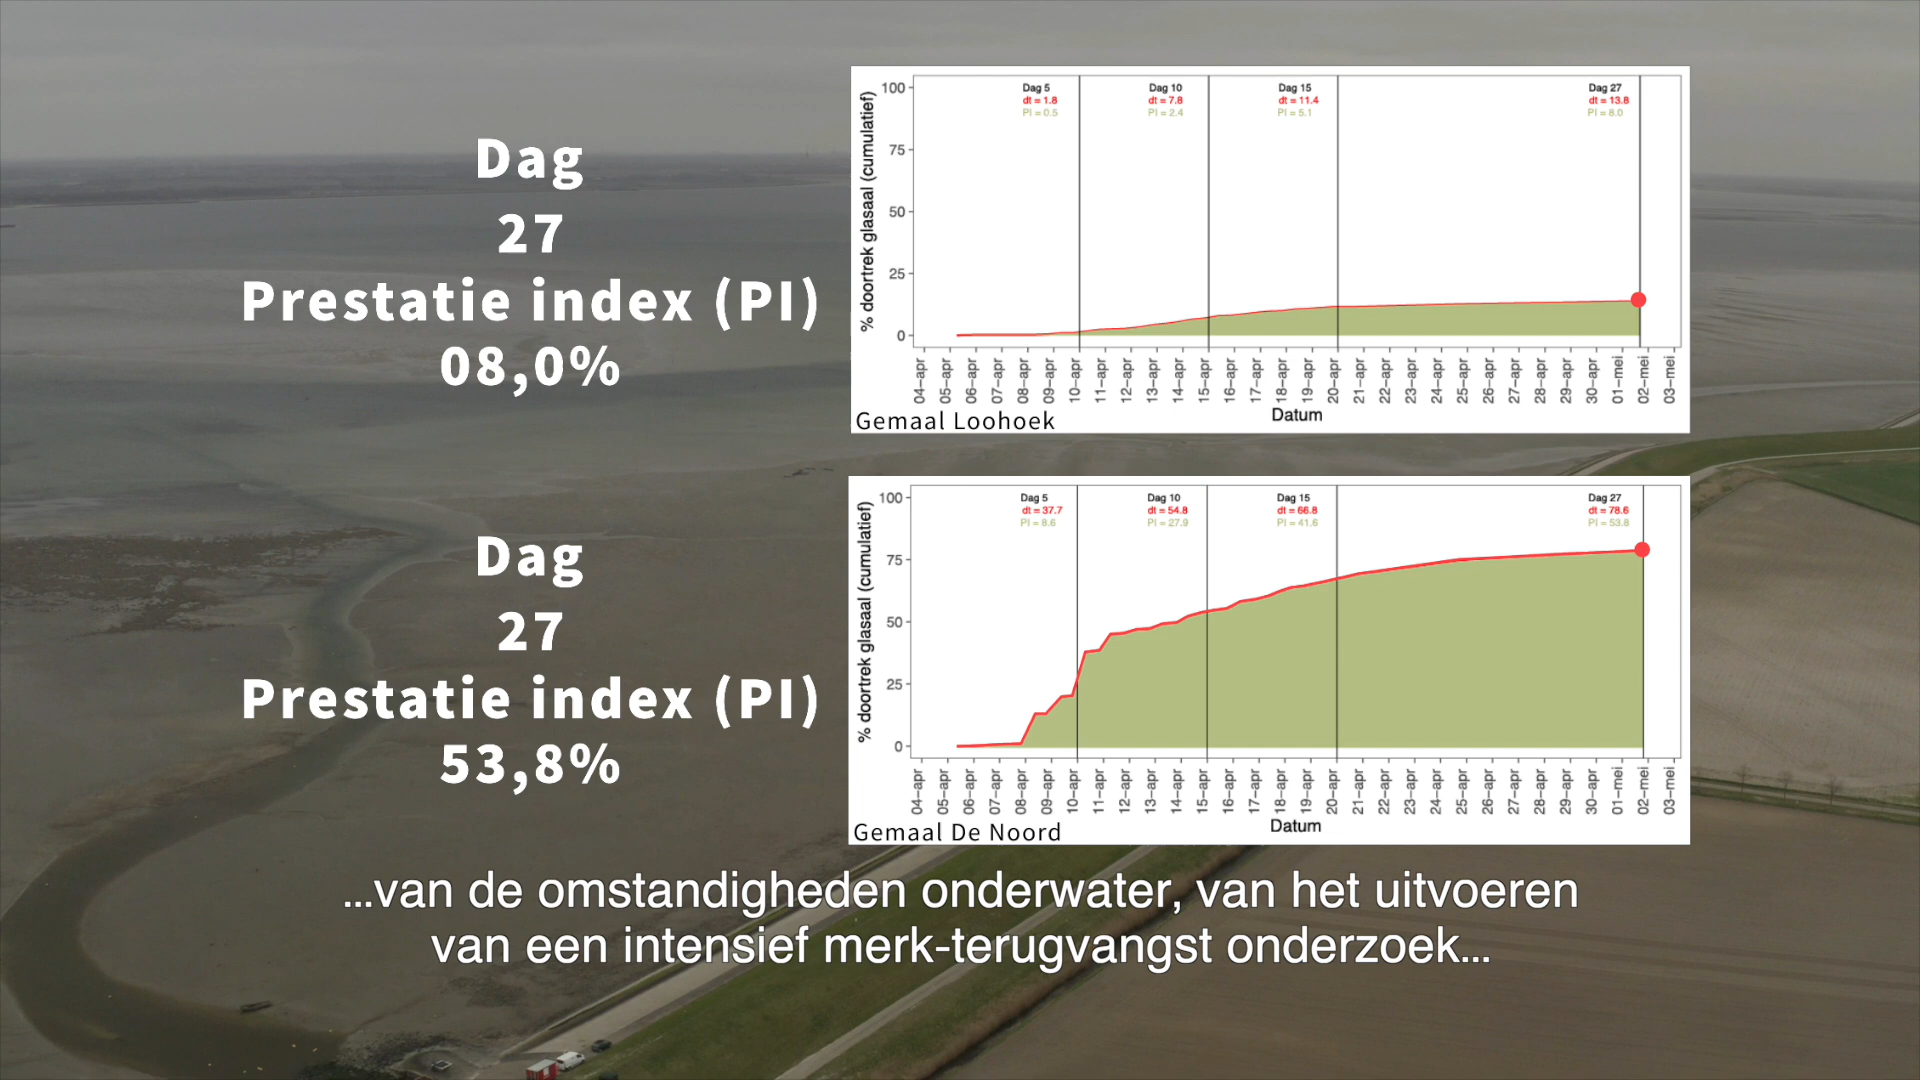 Dag
27
Prestatie index (PI)
08,0%
% doortrek glasaal (cumulatief)
100
75
50
25
0
Dag 5
dt = 1.8
PI = 0.5
Dag 10
dt = 7.8
PI = 2.4
Dag 15
dt = 11.4
PI = 5.1
Dag 27
dt = 13.8
PI = 8.0
04–apr
05–apr
06–apr
07–apr
08–apr
09–apr
10–apr
11–apr
12–apr
13–apr
14–apr
15–apr
16–apr
17–apr
18–apr
19–apr
20–apr
21–apr
22–apr
23–apr
24–apr
25–apr
26–apr
27–apr
28–apr
29–apr
30–apr
01–mei
02–mei
03–mei
Datum
Gemaal Loohoek
Dag
27
Prestatie index (PI)
53,8%
% doortrek glasaal (cumulatief)
100
75
50
25
0
Dag 5
dt = 37.7
PI = 8.6
Dag 10
dt = 54.8
PI = 27.9
Dag 15
dt = 66.8
PI = 41.6
Dag 27
dt = 78.6
PI = 53.8
04–apr
05–apr
06–apr
07–apr
08–apr
09–apr
10–apr
11–apr
12–apr
13–apr
14–apr
15–apr
16–apr
17–apr
18–apr
19–apr
20–apr
21–apr
22–apr
23–apr
24–apr
25–apr
26–apr
27–apr
28–apr
29–apr
30–apr
01–mei
02–mei
03–mei
Datum
Gemaal De Noord
...van de omstandigheden onderwater, van het uitvoeren
van een intensief merk-terugvangst onderzoek...